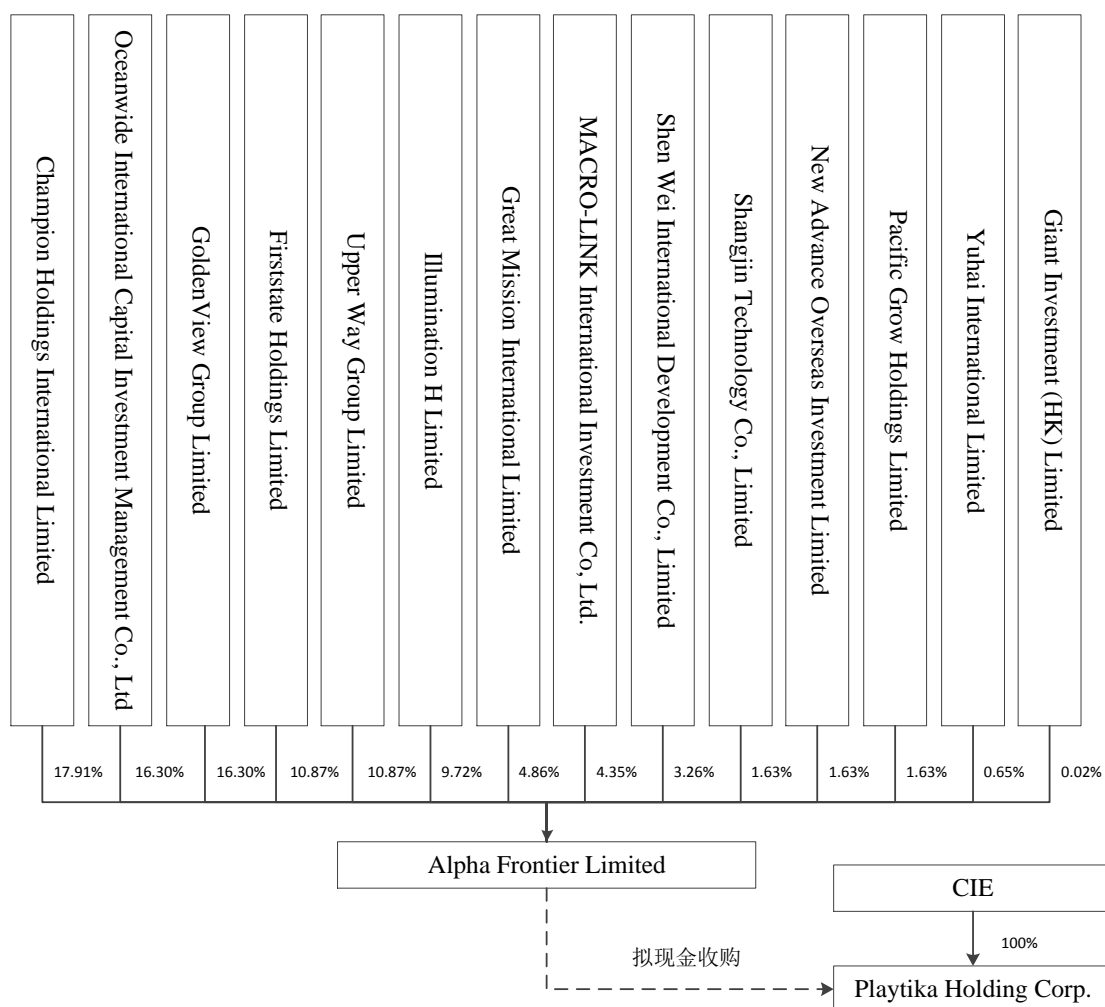 Champion Holdings International Limited
Oceanwide International Capital Investment Management Co., Ltd
GoldenView Group Limited
Firststate Holdings Limited
Upper Way Group Limited
Illumination H Limited
Great Mission International Limited
MACRO-LINK International Investment Co, Ltd.
Shen Wei International Development Co., Limited
Shangjin Technology Co., Limited
New Advance Overseas Investment Limited
Pacific Grow Holdings Limited
Yuhai International Limited
Giant Investment (HK) Limited
17.91%
16.30%
16.30%
10.87%
10.87%
9.72%
4.86%
4.35%
3.26%
1.63%
1.63%
1.63%
0.65%
0.02%
Alpha Frontier Limited
CIE
100%
拟现金收购
Playtika Holding Corp.